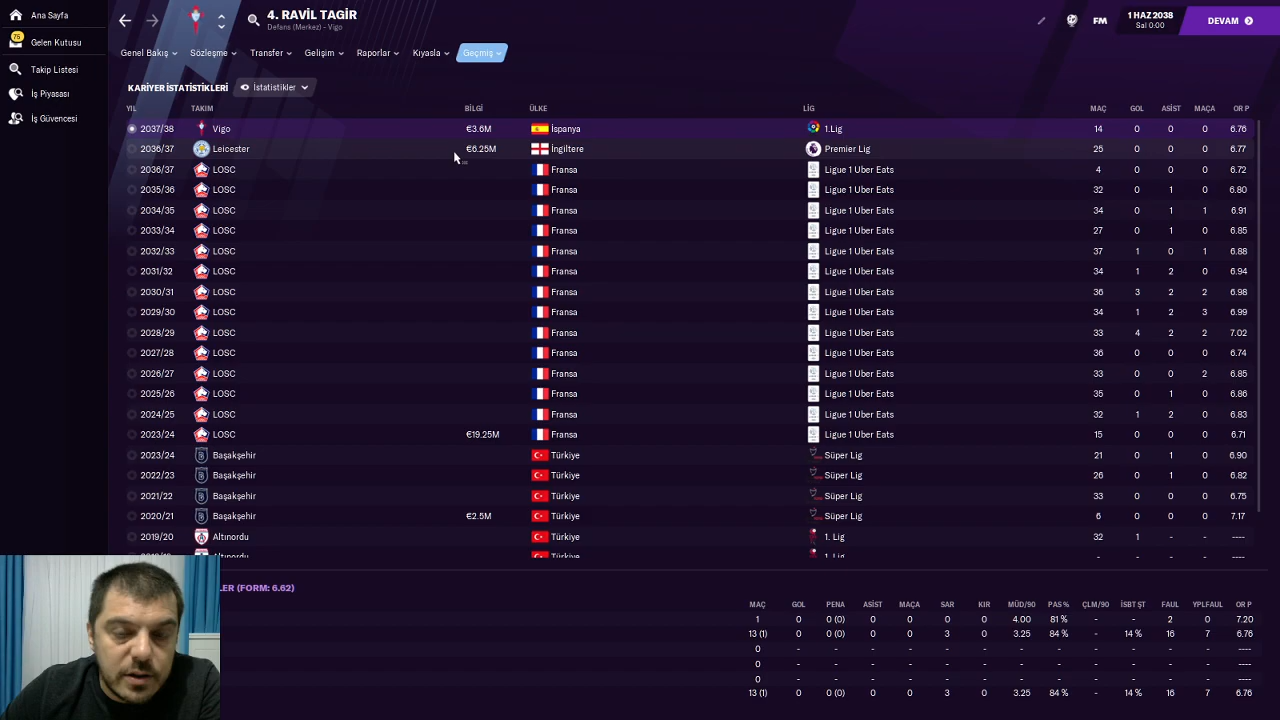 Ana Sayfa
75
Gelen Kutusu
Takip Listesi
İş Piyasası
İş Güvencesi
4. RAVİL TAGİR
Defans (Merkez) - Vigo
FM
1 HAZ 2038
Sal 0:00
DEVAM
Genel Bakış Sözleşme Transfer Gelişim Raporlar Kıyasla Geçmiş
KARİYER İSTATİSTİKLERİ İstatistikler
YIL TAKIM BİLGİ ÜLKE LİG MAÇ GOL ASİST MAÇA OR P
2037/38 Vigo €3.6M İspanya 1.Lig 14 0 0 0 6.76
2036/37 Leicester €6.25M İngiltere Premier Lig 25 0 0 0 6.77
2036/37 LOSC Fransa Ligue 1 Uber Eats 4 0 0 0 6.72
2035/36 LOSC Fransa Ligue 1 Uber Eats 32 0 1 0 6.80
2034/35 LOSC Fransa Ligue 1 Uber Eats 34 0 1 1 6.91
2033/34 LOSC Fransa Ligue 1 Uber Eats 27 0 1 0 6.85
2032/33 LOSC Fransa Ligue 1 Uber Eats 37 1 0 1 6.88
2031/32 LOSC Fransa Ligue 1 Uber Eats 34 1 2 0 6.94
2030/31 LOSC Fransa Ligue 1 Uber Eats 36 3 2 2 6.98
2029/30 LOSC Fransa Ligue 1 Uber Eats 34 1 2 3 6.99
2028/29 LOSC Fransa Ligue 1 Uber Eats 33 4 2 2 7.02
2027/28 LOSC Fransa Ligue 1 Uber Eats 36 0 0 0 6.74
2026/27 LOSC Fransa Ligue 1 Uber Eats 33 0 0 2 6.85
2025/26 LOSC Fransa Ligue 1 Uber Eats 35 0 1 0 6.86
2024/25 LOSC Fransa Ligue 1 Uber Eats 32 1 2 0 6.83
2023/24 LOSC €19.25M Fransa Ligue 1 Uber Eats 15 0 0 0 6.71
2023/24 Başakşehir Türkiye Süper Lig 21 0 1 0 6.90
2022/23 Başakşehir Türkiye Süper Lig 26 0 1 0 6.82
2021/22 Başakşehir Türkiye Süper Lig 33 0 0 0 6.75
2020/21 Başakşehir €2.5M Türkiye Süper Lig 6 0 0 0 7.17
2019/20 Altınordu Türkiye 1. Lig 32 1 - - ----
Altınordu Türkiye 1. Lig - - - - ----
LER (FORM: 6.62)
MAÇ GOL PENA ASİST MAÇA SAR KIR MÜD/90 PAS % ÇLM/90 İSBT ŞT FAUL YPLFAUL OR P
1 0 0 (0) 0 0 0 0 4.00 81 % - - 2 0 7.20
13 (1) 0 0 (0) 0 0 3 0 3.25 84 % - 14 % 16 7 6.76
0 - - - - - - - - - - - - ----
0 - - - - - - - - - - - - ----
0 - - - - - - - - - - - - ----
13 (1) 0 0 (0) 0 0 3 0 3.25 84 % - 14 % 16 7 6.76